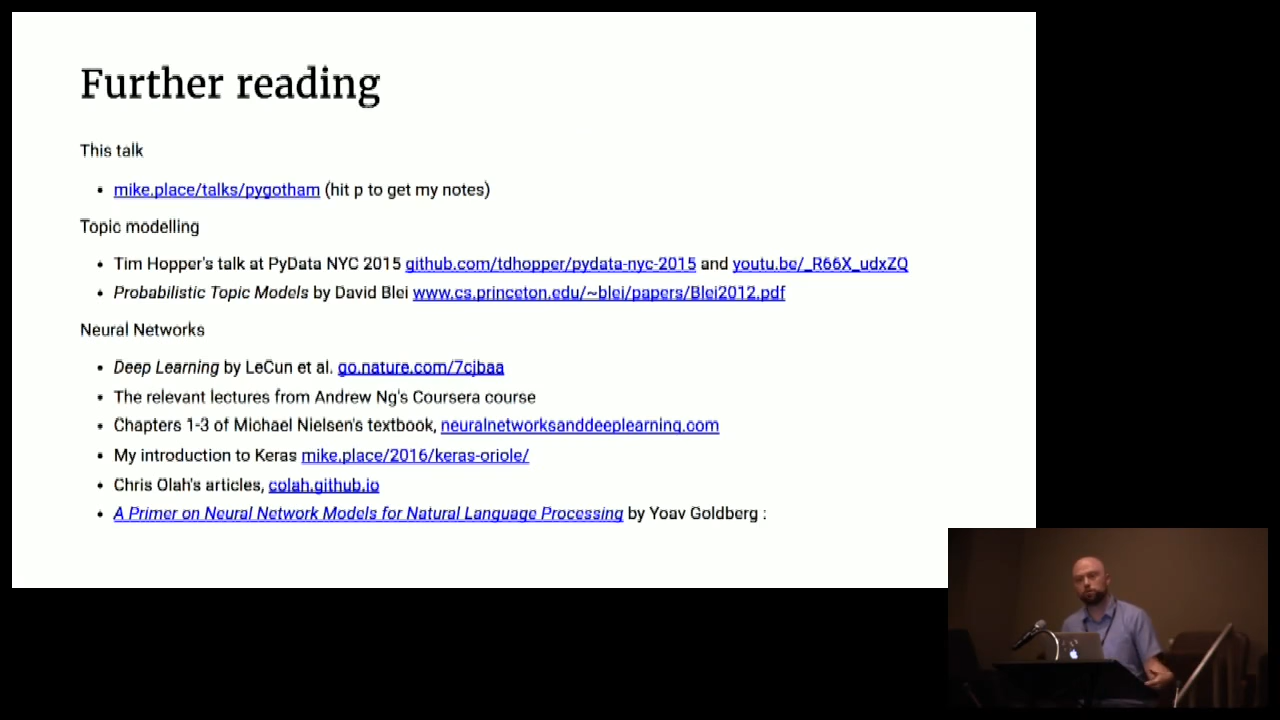 Further reading
This talk
• mike.place/talks/pygotham (hit p to get my notes)
Topic modelling
• Tim Hopper's talk at PyData NYC 2015 github.com/tdhopper/pydata-nyc-2015 and youtu.be/_R66X_udxZQ
• Probabilistic Topic Models by David Blei www.cs.princeton.edu/~blei/papers/Blei2012.pdf
Neural Networks
• Deep Learning by LeCun et al. go.nature.com/7cjbaa
• The relevant lectures from Andrew Ng's Coursera course
• Chapters 1-3 of Michael Nielsen's textbook, neuralnetworksanddeeplearning.com
• My introduction to Keras mike.place/2016/keras-oriole/
• Chris Olah's articles, colah.github.io
• A Primer on Neural Network Models for Natural Language Processing by Yoav Goldberg :